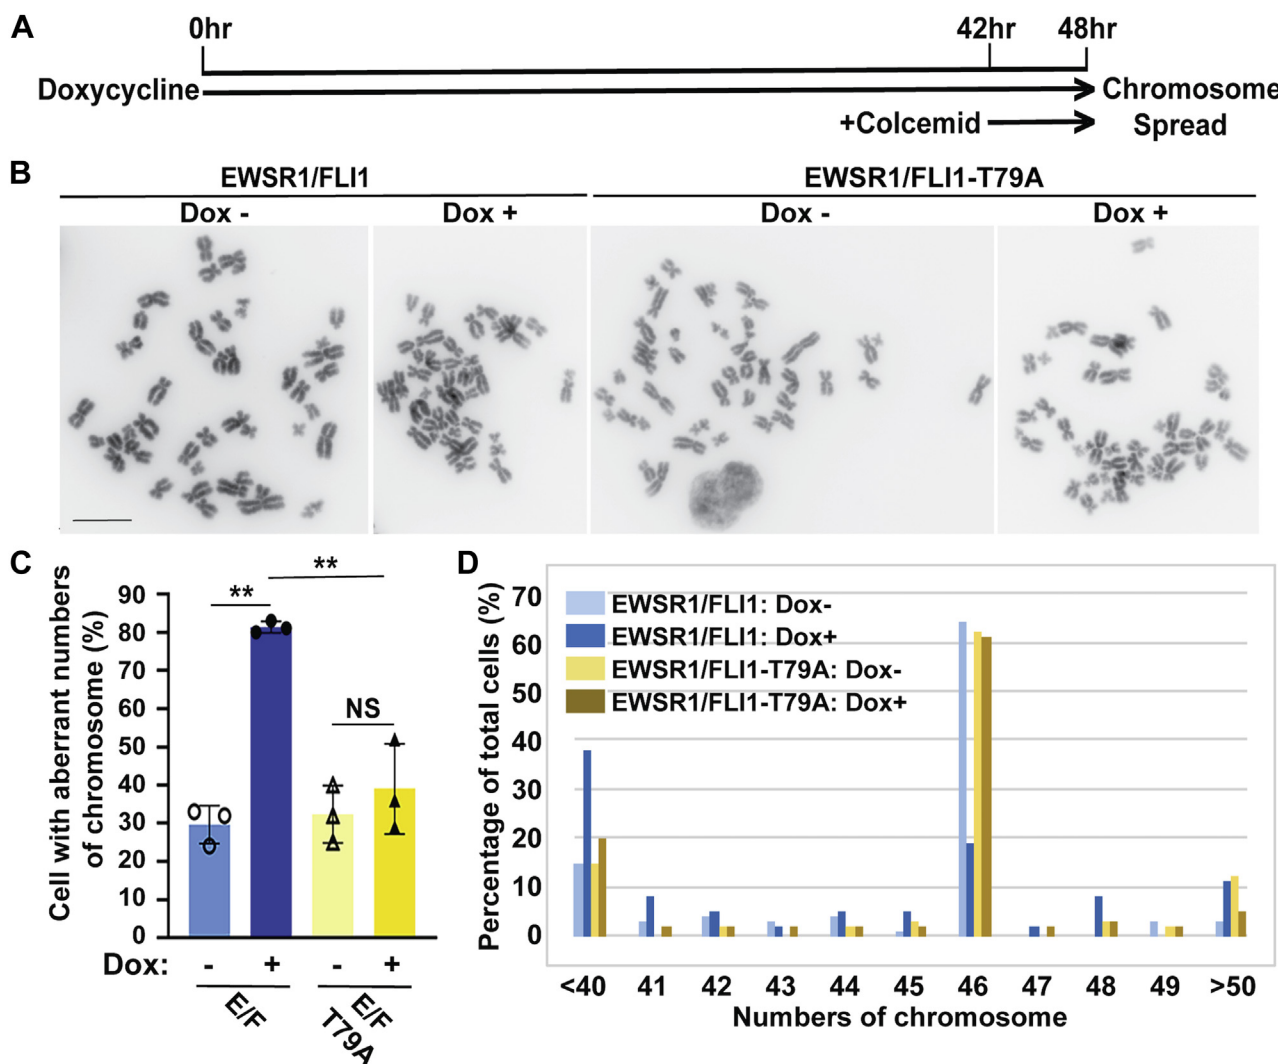 A
0hr 42hr 48hr
Doxycycline Chromosome
+Colcemid Spread
B
EWSR1/FLI1 EWSR1/FLI1-T79A
Dox - Dox + Dox - Dox +
C
Cell with aberrant numbers
of chromosome (%)
90
80
70
60
50
40
30
20
10
0
**
**
NS
Dox: - + - +
E/F
E/F
T79A
D
Percentage of total cells (%)
70
60
50
40
30
20
10
0
EWSR1/FLI1: Dox-
EWSR1/FLI1: Dox+
EWSR1/FLI1-T79A: Dox-
EWSR1/FLI1-T79A: Dox+
<40 41 42 43 44 45 46 47 48 49 >50
Numbers of chromosome